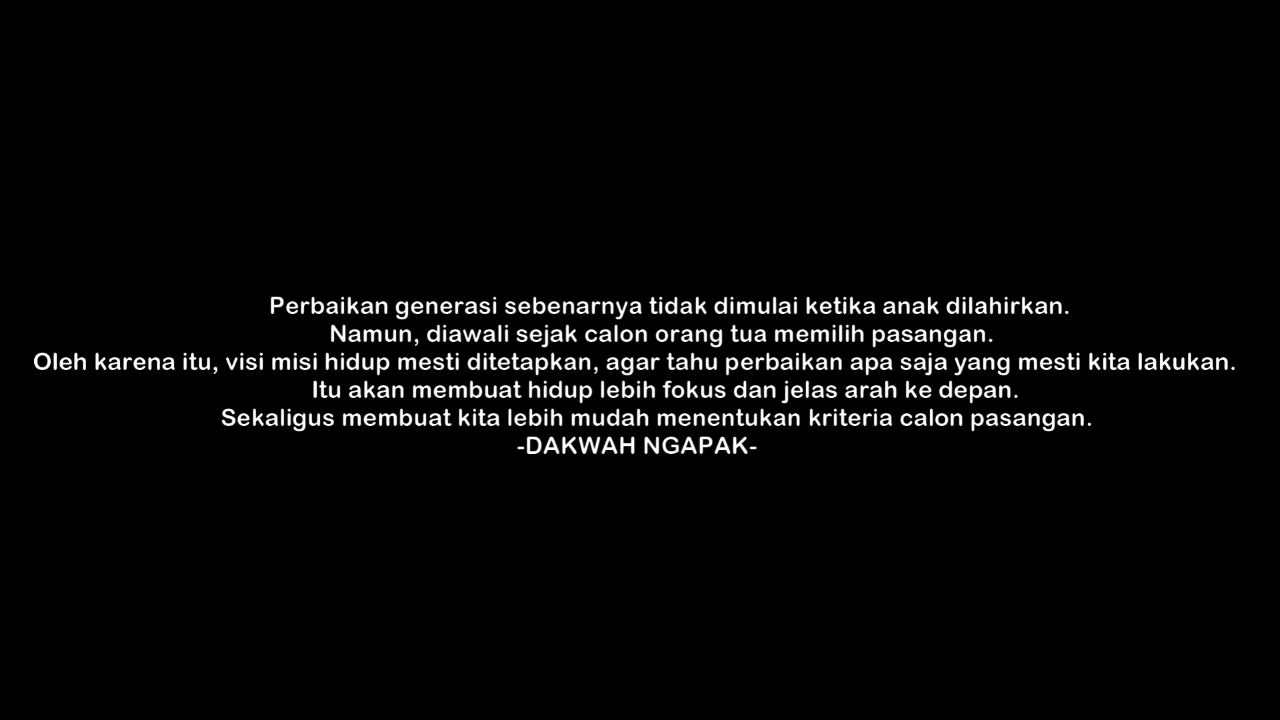 Perbaikan generasi sebenarnya tidak dimulai ketika anak dilahirkan.
Namun, diawali sejak calon orang tua memilih pasangan.
Oleh karena itu, visi misi hidup mesti ditetapkan, agar tahu perbaikan apa saja yang mesti kita lakukan.
Itu akan membuat hidup lebih fokus dan jelas arah ke depan.
Sekaligus membuat kita lebih mudah menentukan kriteria calon pasangan.
-DAKWAH NGAPAK-